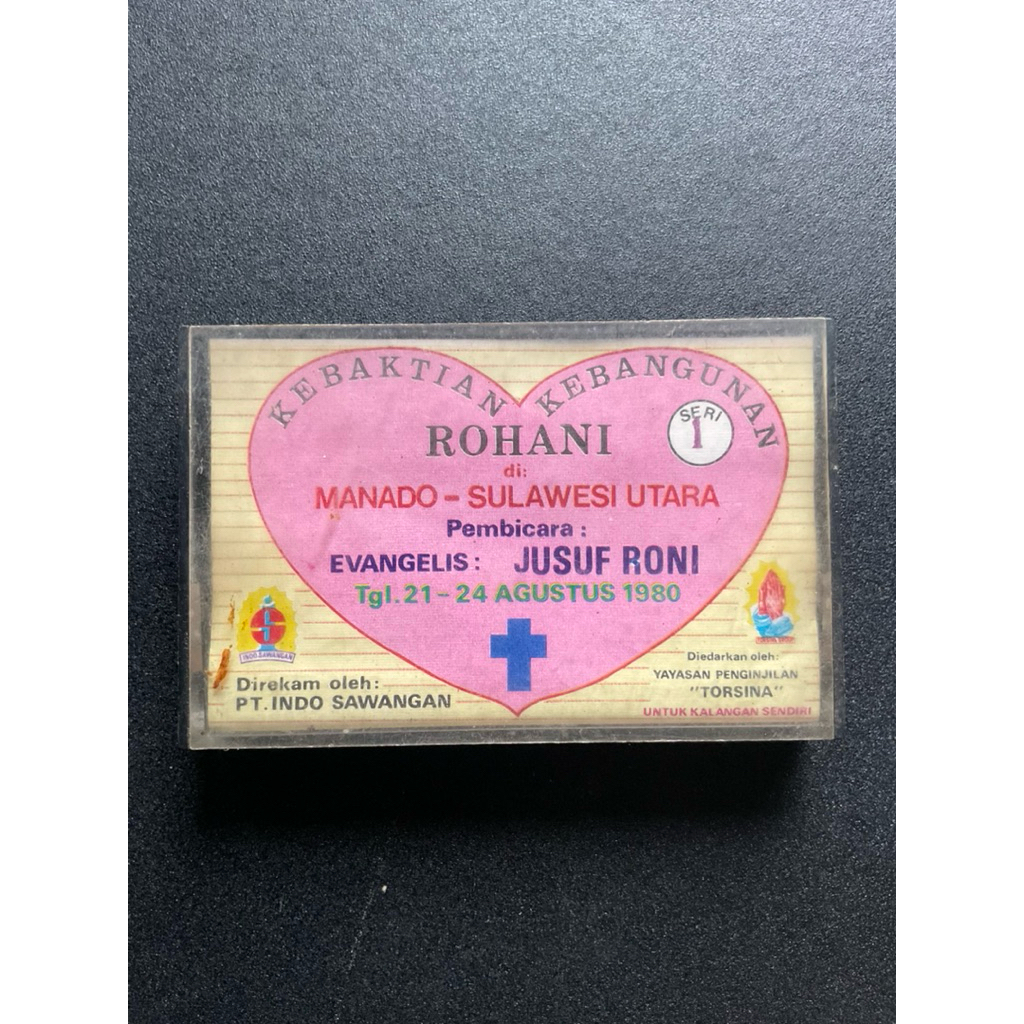 KEBAKTIAN KEBANGUNAN
ROHANI
SERI
1
di:
MANADO - SULAWESI UTARA
Pembicara :
EVANGELIS : JUSUF RONI
Tgl. 21 - 24 AGUSTUS 1980
INDO SAWANGAN
Direkam oleh:
PT. INDO SAWANGAN
Diedarkan oleh:
YAYASAN PENGINJILAN
"TORSINA"
UNTUK KALANGAN SENDIRI